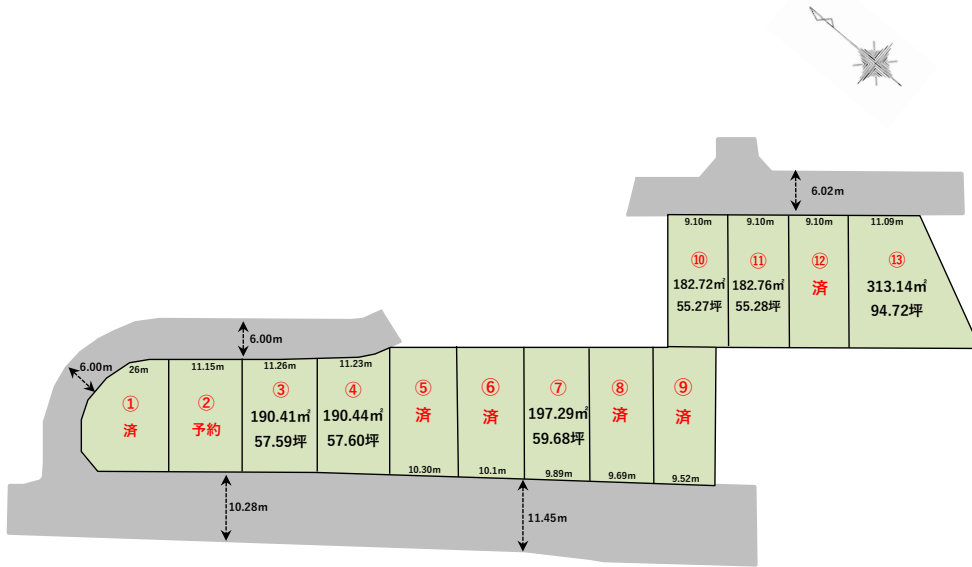 6.02m
9.10m
9.10m
9.10m
11.09m
⑩
182.72㎡
55.27坪
⑪
182.76㎡
55.28坪
⑫
済
⑬
313.14㎡
94.72坪
6.00m
6.00m
26m
11.15m
11.26m
11.23m
①
済
②
予約
③
190.41㎡
57.59坪
④
190.44㎡
57.60坪
⑤
済
⑥
済
⑦
197.29㎡
59.68坪
⑧
済
⑨
済
10.30m
10.1m
9.89m
9.69m
9.52m
10.28m
11.45m